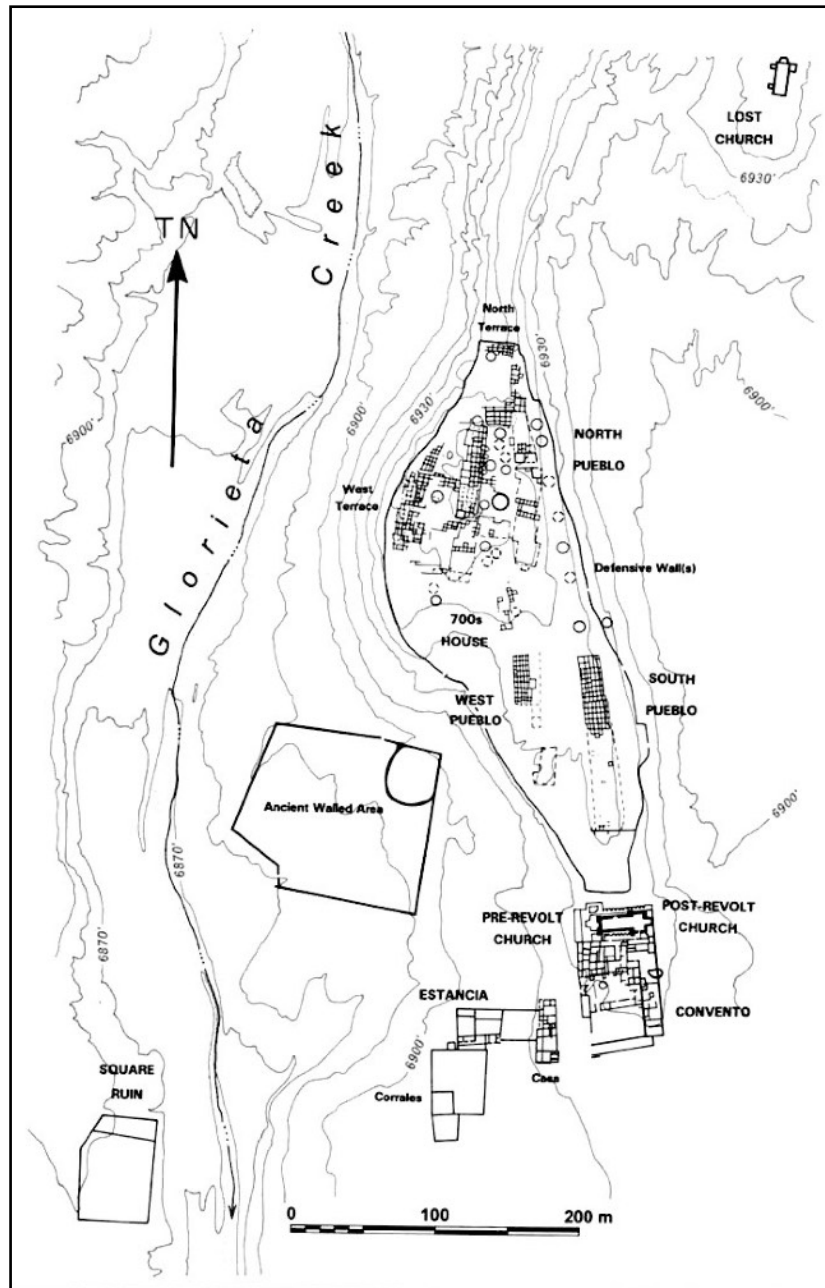 LOST
CHURCH
6930'
TN
Glorieta Creek
North
Terrace
6930'
6900'
6930'
6900'
6900'
NORTH
PUEBLO
West
Terrace
Defensive Wall(s)
700s
HOUSE
SOUTH
PUEBLO
WEST
PUEBLO
Ancient Walled Area
6900'
6870'
POST-REVOLT
CHURCH
PRE-REVOLT
CHURCH
6870'
ESTANCIA
CONVENTO
6900'
SQUARE
RUIN
Casa
Corrales
0 100 200 m